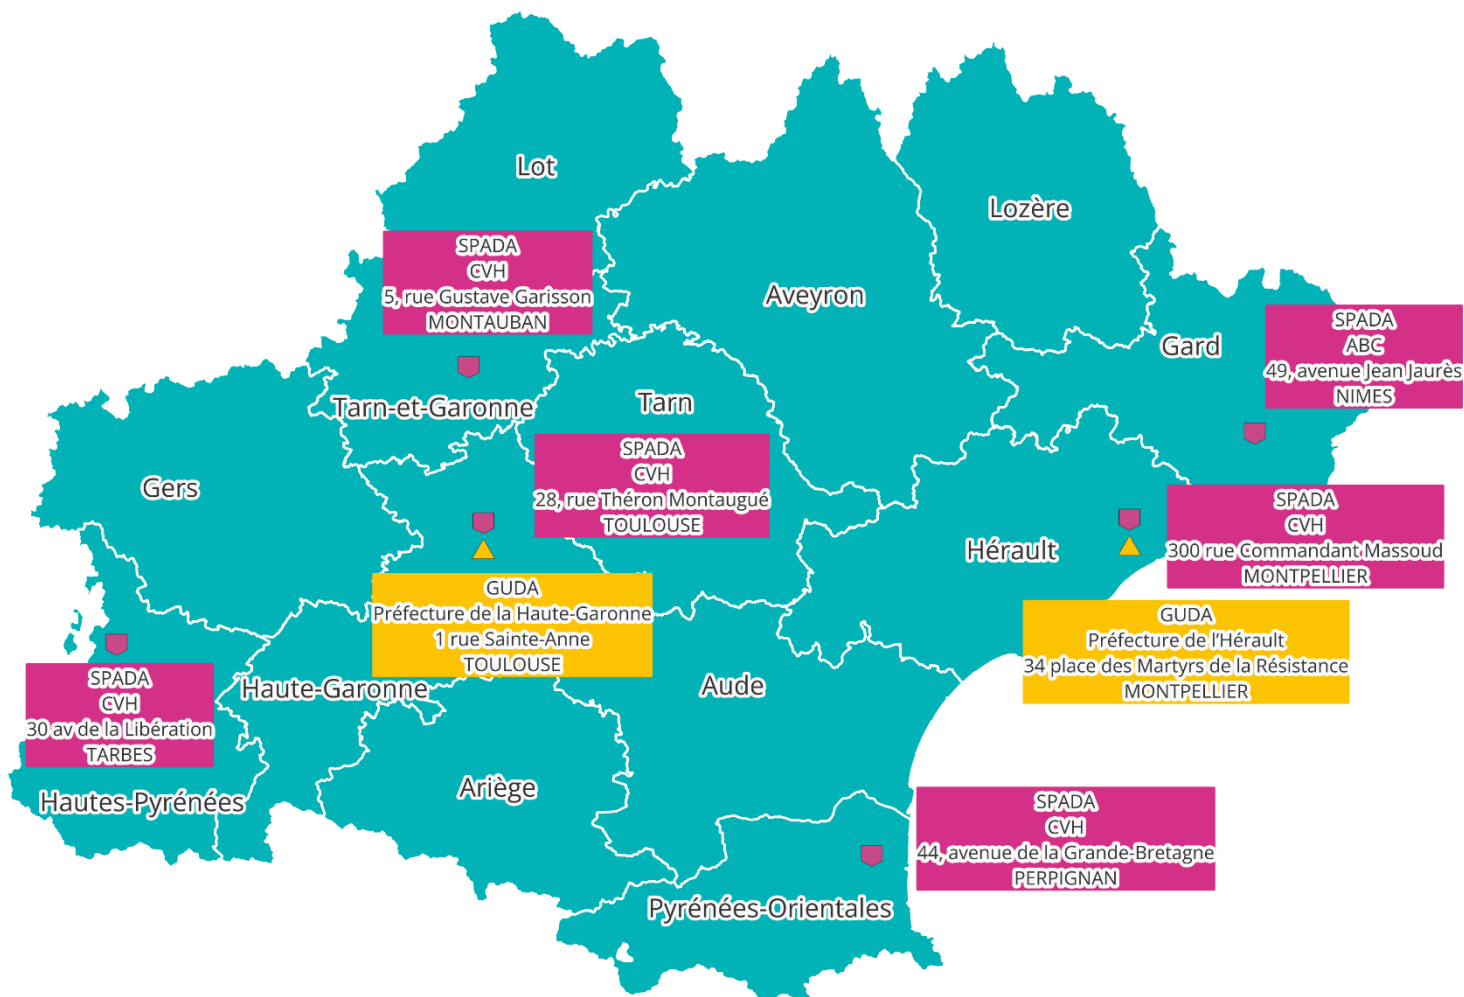 Lot
Lozère
SPADA
CVH
5, rue Gustave Garisson
MONTAUBAN
Aveyron
Gard
SPADA
ABC
49, avenue Jean Jaurès
NIMES
Tarn-et-Garonne
Tarn
SPADA
CVH
28, rue Théron Montaugué
TOULOUSE
Gers
Hérault
SPADA
CVH
300 rue Commandant Massoud
MONTPELLIER
GUDA
Préfecture de la Haute-Garonne
1 rue Sainte-Anne
TOULOUSE
GUDA
Préfecture de l'Hérault
34 place des Martyrs de la Résistance
MONTPELLIER
SPADA
CVH
30 av de la Libération
TARBES
Haute-Garonne
Aude
Hautes-Pyrénées
Ariège
SPADA
CVH
44, avenue de la Grande-Bretagne
PERPIGNAN
Pyrénées-Orientales